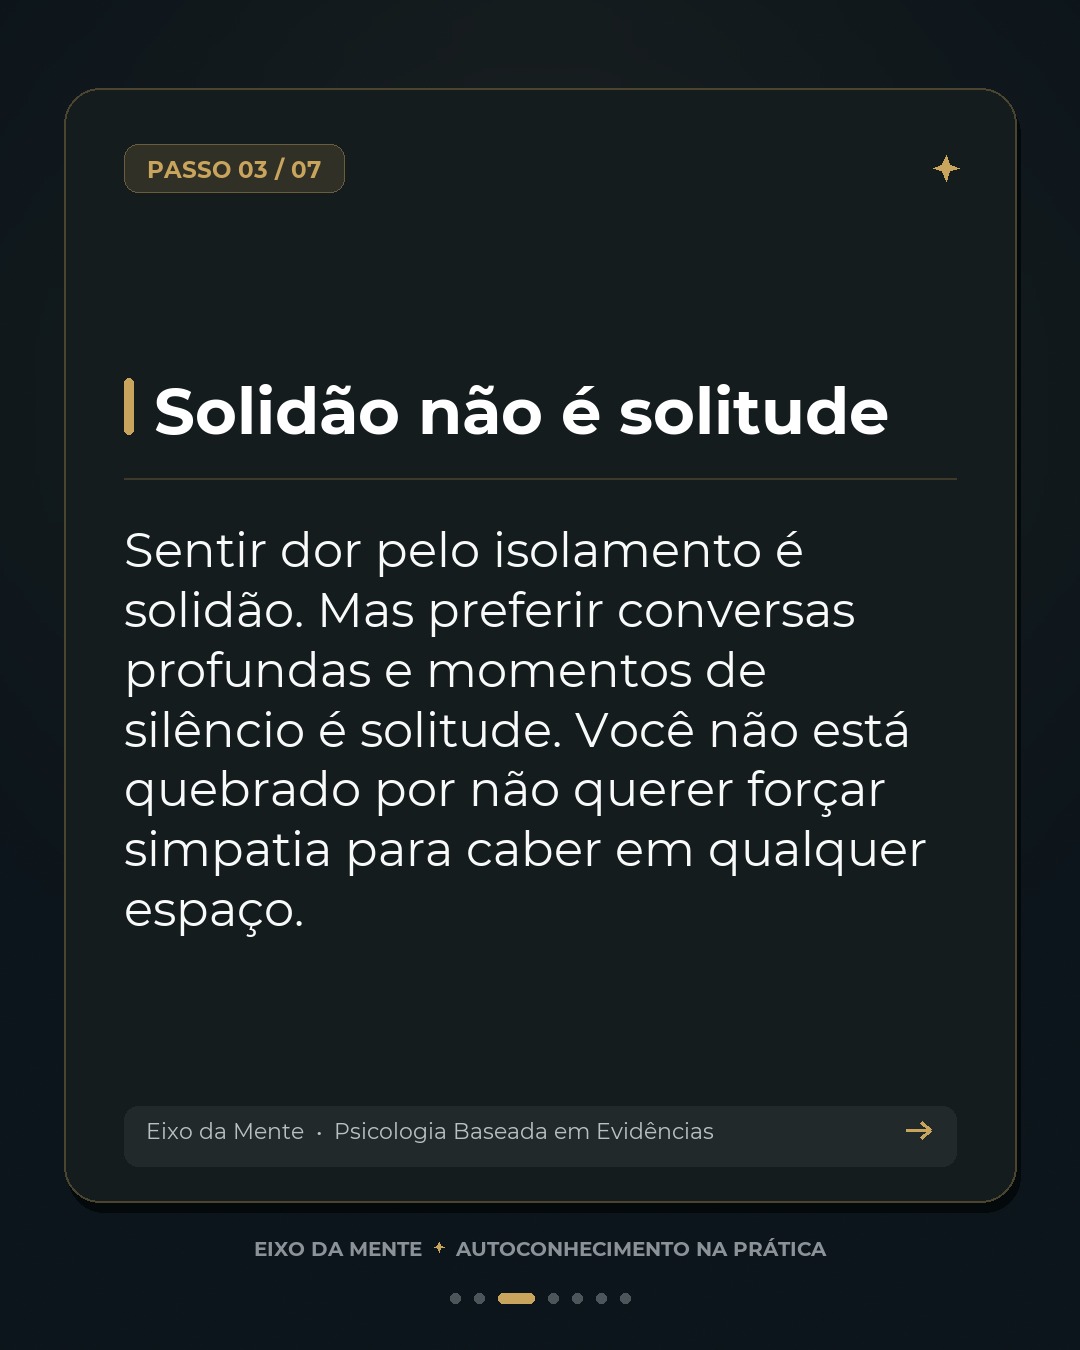 PASSO 03 / 07
Solidão não é solitude
Sentir dor pelo isolamento é
solidão. Mas preferir conversas
profundas e momentos de
silêncio é solitude. Você não está
quebrado por não querer forçar
simpatia para caber em qualquer
espaço.
Eixo da Mente • Psicologia Baseada em Evidências
EIXO DA MENTE ✦ AUTOCONHECIMENTO NA PRÁTICA